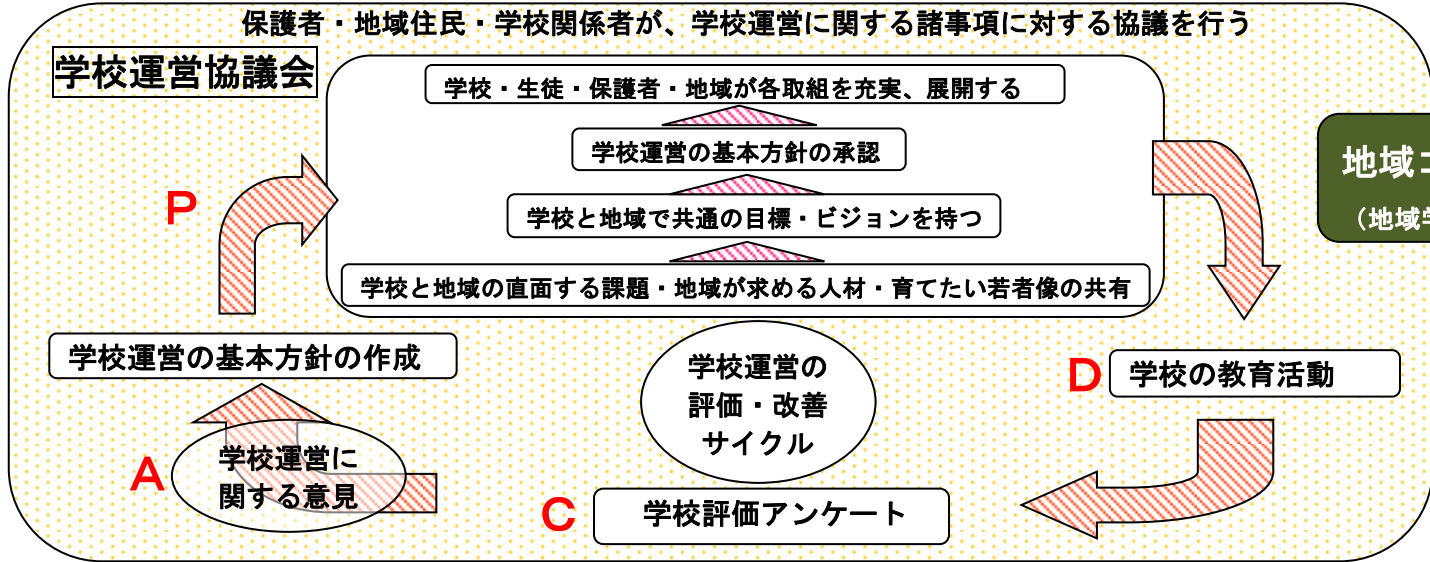 保護者・地域住民・学校関係者が、学校運営に関する諸事項に対する協議を行う
学校運営協議会
学校・生徒・保護者・地域が各取組を充実、展開する
学校運営の基本方針の承認
学校と地域で共通の目標・ビジョンを持つ
学校と地域の直面する課題・地域が求める人材・育てたい若者像の共有
P
地域コ
（地域学
学校運営の基本方針の作成
学校運営の
評価・改善
サイクル
D
学校の教育活動
A
学校運営に
関する意見
C
学校評価アンケート